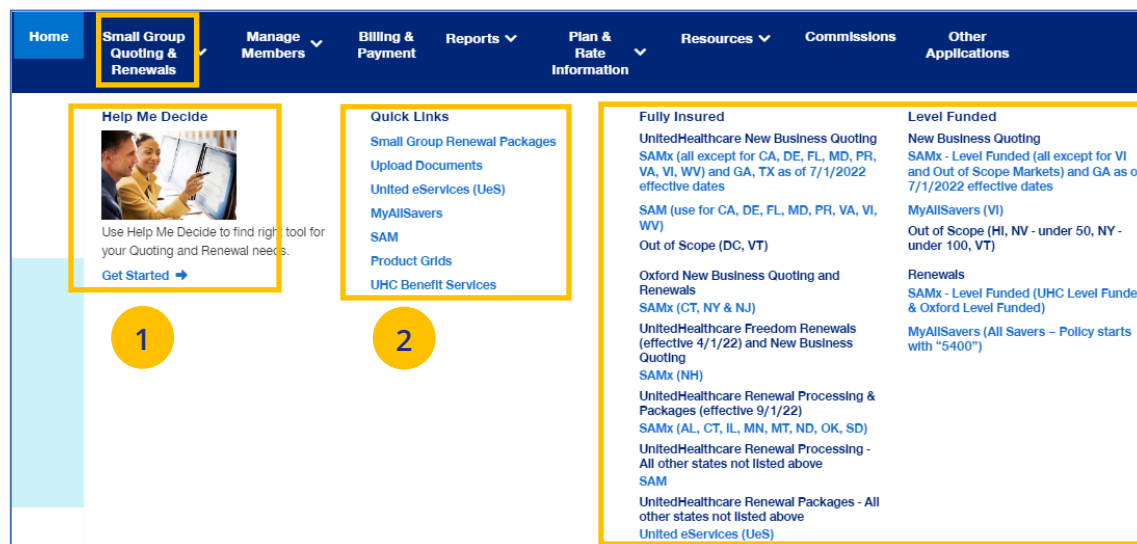 Home
Small Group
Quoting &
Renewals
Manage
Members
Billing &
Payment
Reports
Plan &
Rate
Information
Resources
Commissions
Other
Applications
Help Me Decide
Use Help Me Decide to find right tool for
your Quoting and Renewal needs.
Get Started
1
Quick Links
Small Group Renewal Packages
Upload Documents
United eServices (UeS)
MyAllSavers
SAM
Product Grids
UHC Benefit Services
2
Fully Insured
UnitedHealthcare New Business Quoting
SAMx (all except for CA, DE, FL, MD, PR,
VA, VI, WV) and GA, TX as of 7/1/2022
effective dates
SAM (use for CA, DE, FL, MD, PR, VA, VI,
WV)
Out of Scope (DC, VT)
Oxford New Business Quoting and
Renewals
SAMx (CT, NY & NJ)
UnitedHealthcare Freedom Renewals
(effective 4/1/22) and New Business
Quoting
SAMx (NH)
UnitedHealthcare Renewal Processing &
Packages (effective 9/1/22)
SAMx (AL, CT, IL, MN, MT, ND, OK, SD)
UnitedHealthcare Renewal Processing -
All other states not listed above
SAM
UnitedHealthcare Renewal Packages - All
other states not listed above
United eServices (UeS)
Level Funded
New Business Quoting
SAMx - Level Funded (all except for VI
and Out of Scope Markets) and GA as o
7/1/2022 effective dates
MyAllSavers (VI)
Out of Scope (HI, NV - under 50, NY -
under 100, VT)
Renewals
SAMx - Level Funded (UHC Level Funde
& Oxford Level Funded)
MyAllSavers (All Savers – Policy starts
with "5400")